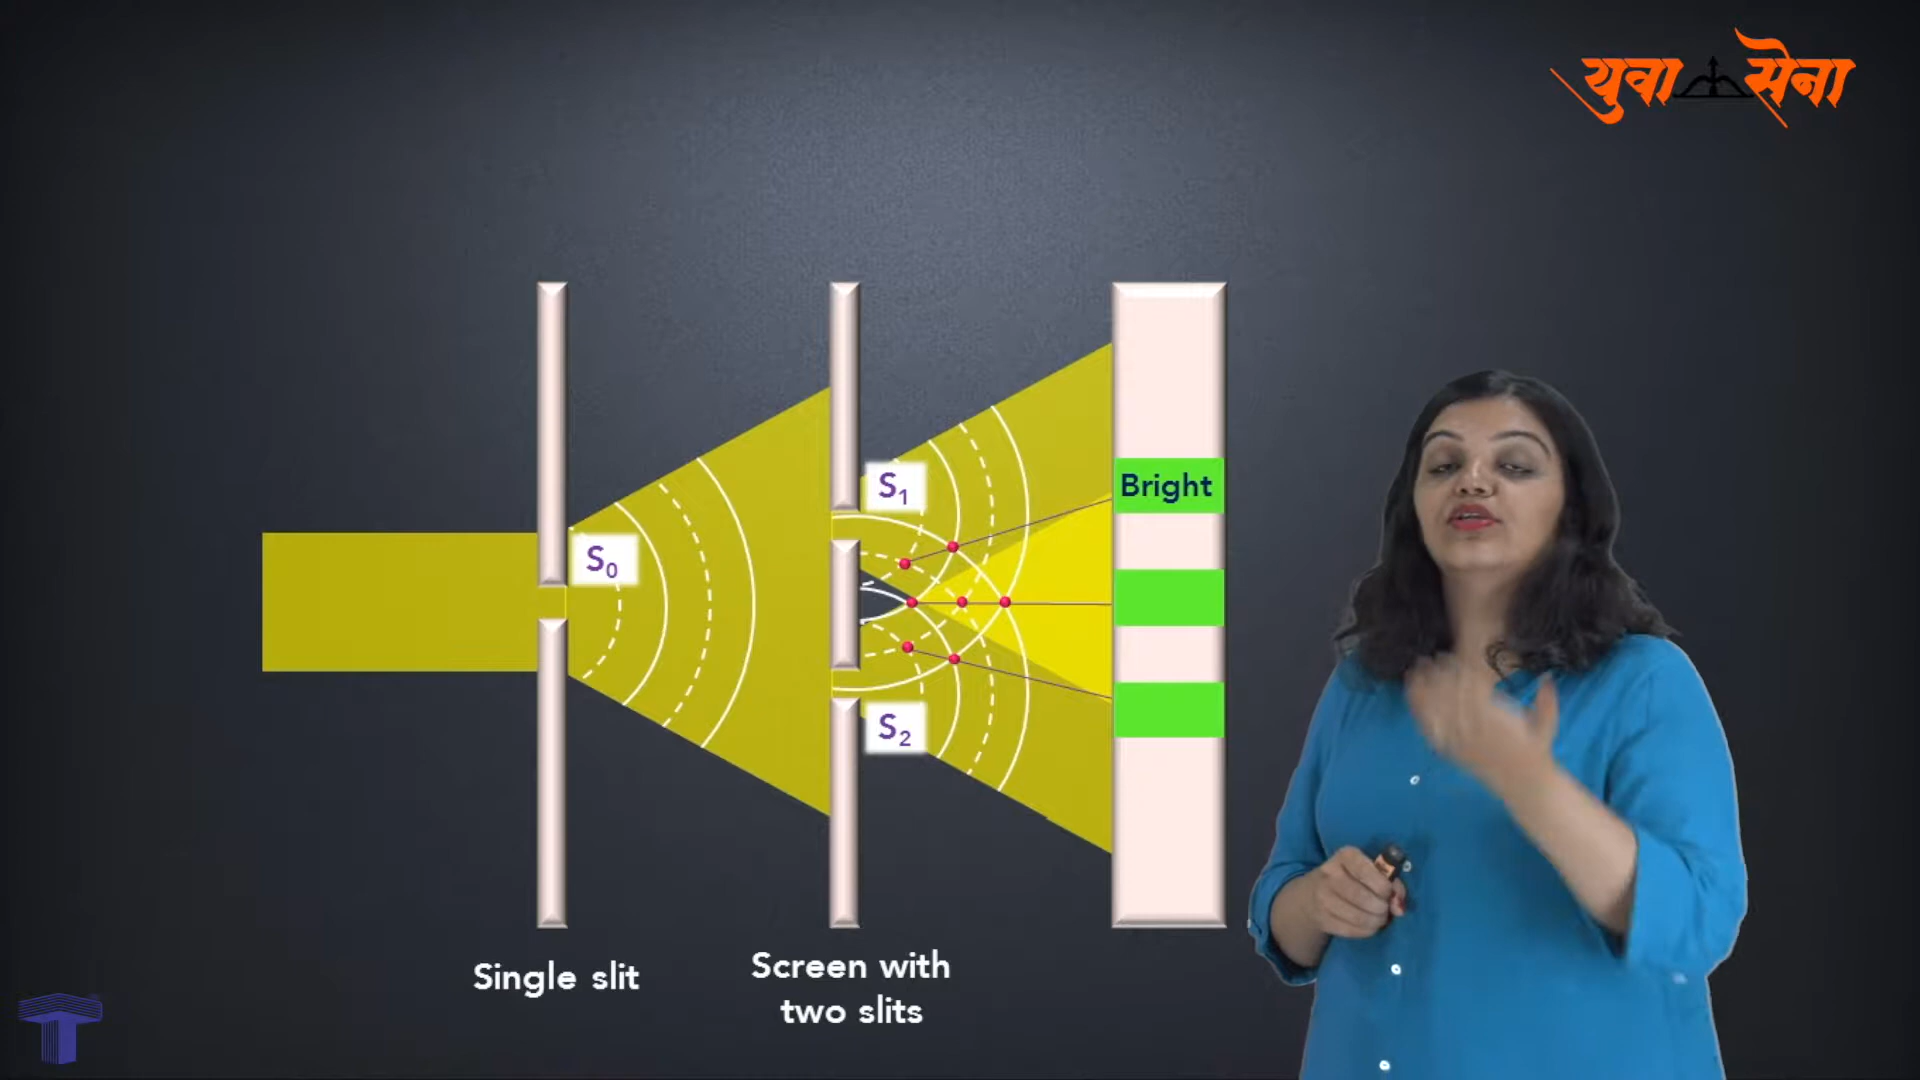 युवा सेना
S₁
Bright
S₀
S₂
Single slit
Screen with
two slits